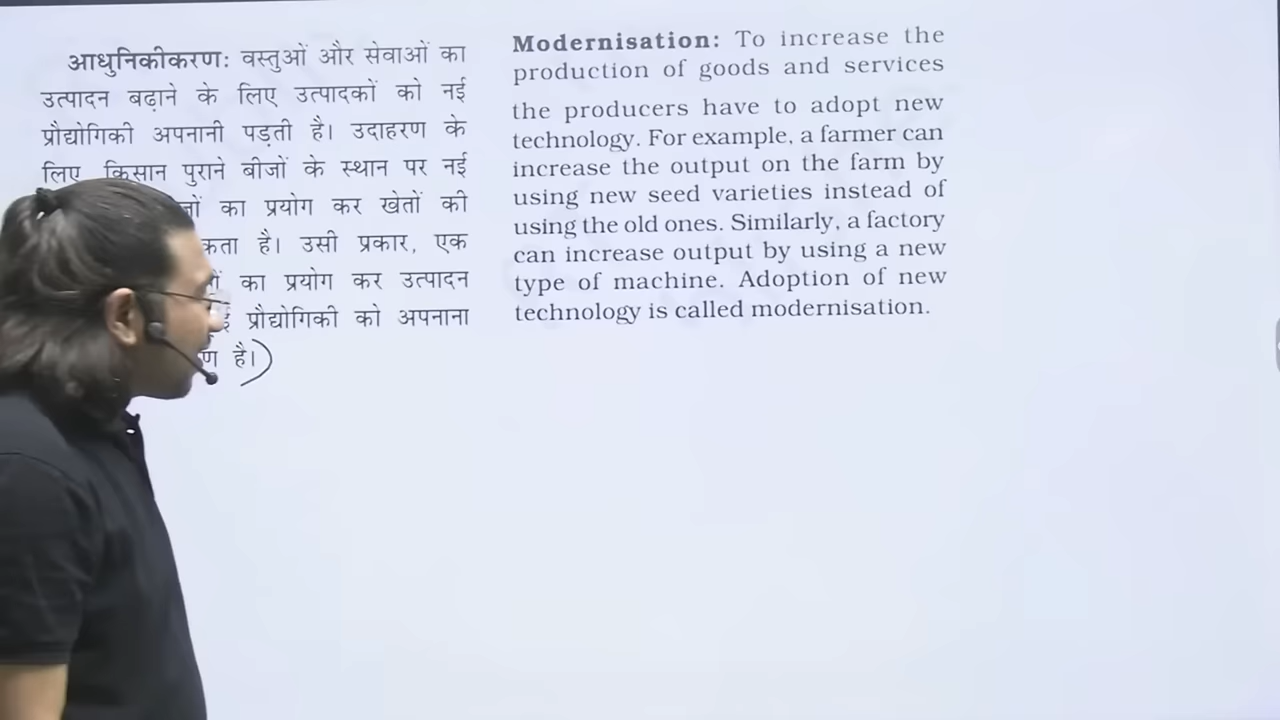 आधुनिकीकरण: वस्तुओं और सेवाओं का
उत्पादन बढ़ाने के लिए उत्पादकों को नई
प्रौद्योगिकी अपनानी पड़ती है। उदाहरण के
लिए किसान पुराने बीजों के स्थान पर नई
का प्रयोग कर खेतों की
है। उसी प्रकार, एक
का प्रयोग कर उत्पादन
प्रौद्योगिकी को अपनाना
है।
Modernisation: To increase the
production of goods and services
the producers have to adopt new
technology. For example, a farmer can
increase the output on the farm by
using new seed varieties instead of
using the old ones. Similarly, a factory
can increase output by using a new
type of machine. Adoption of new
technology is called modernisation.